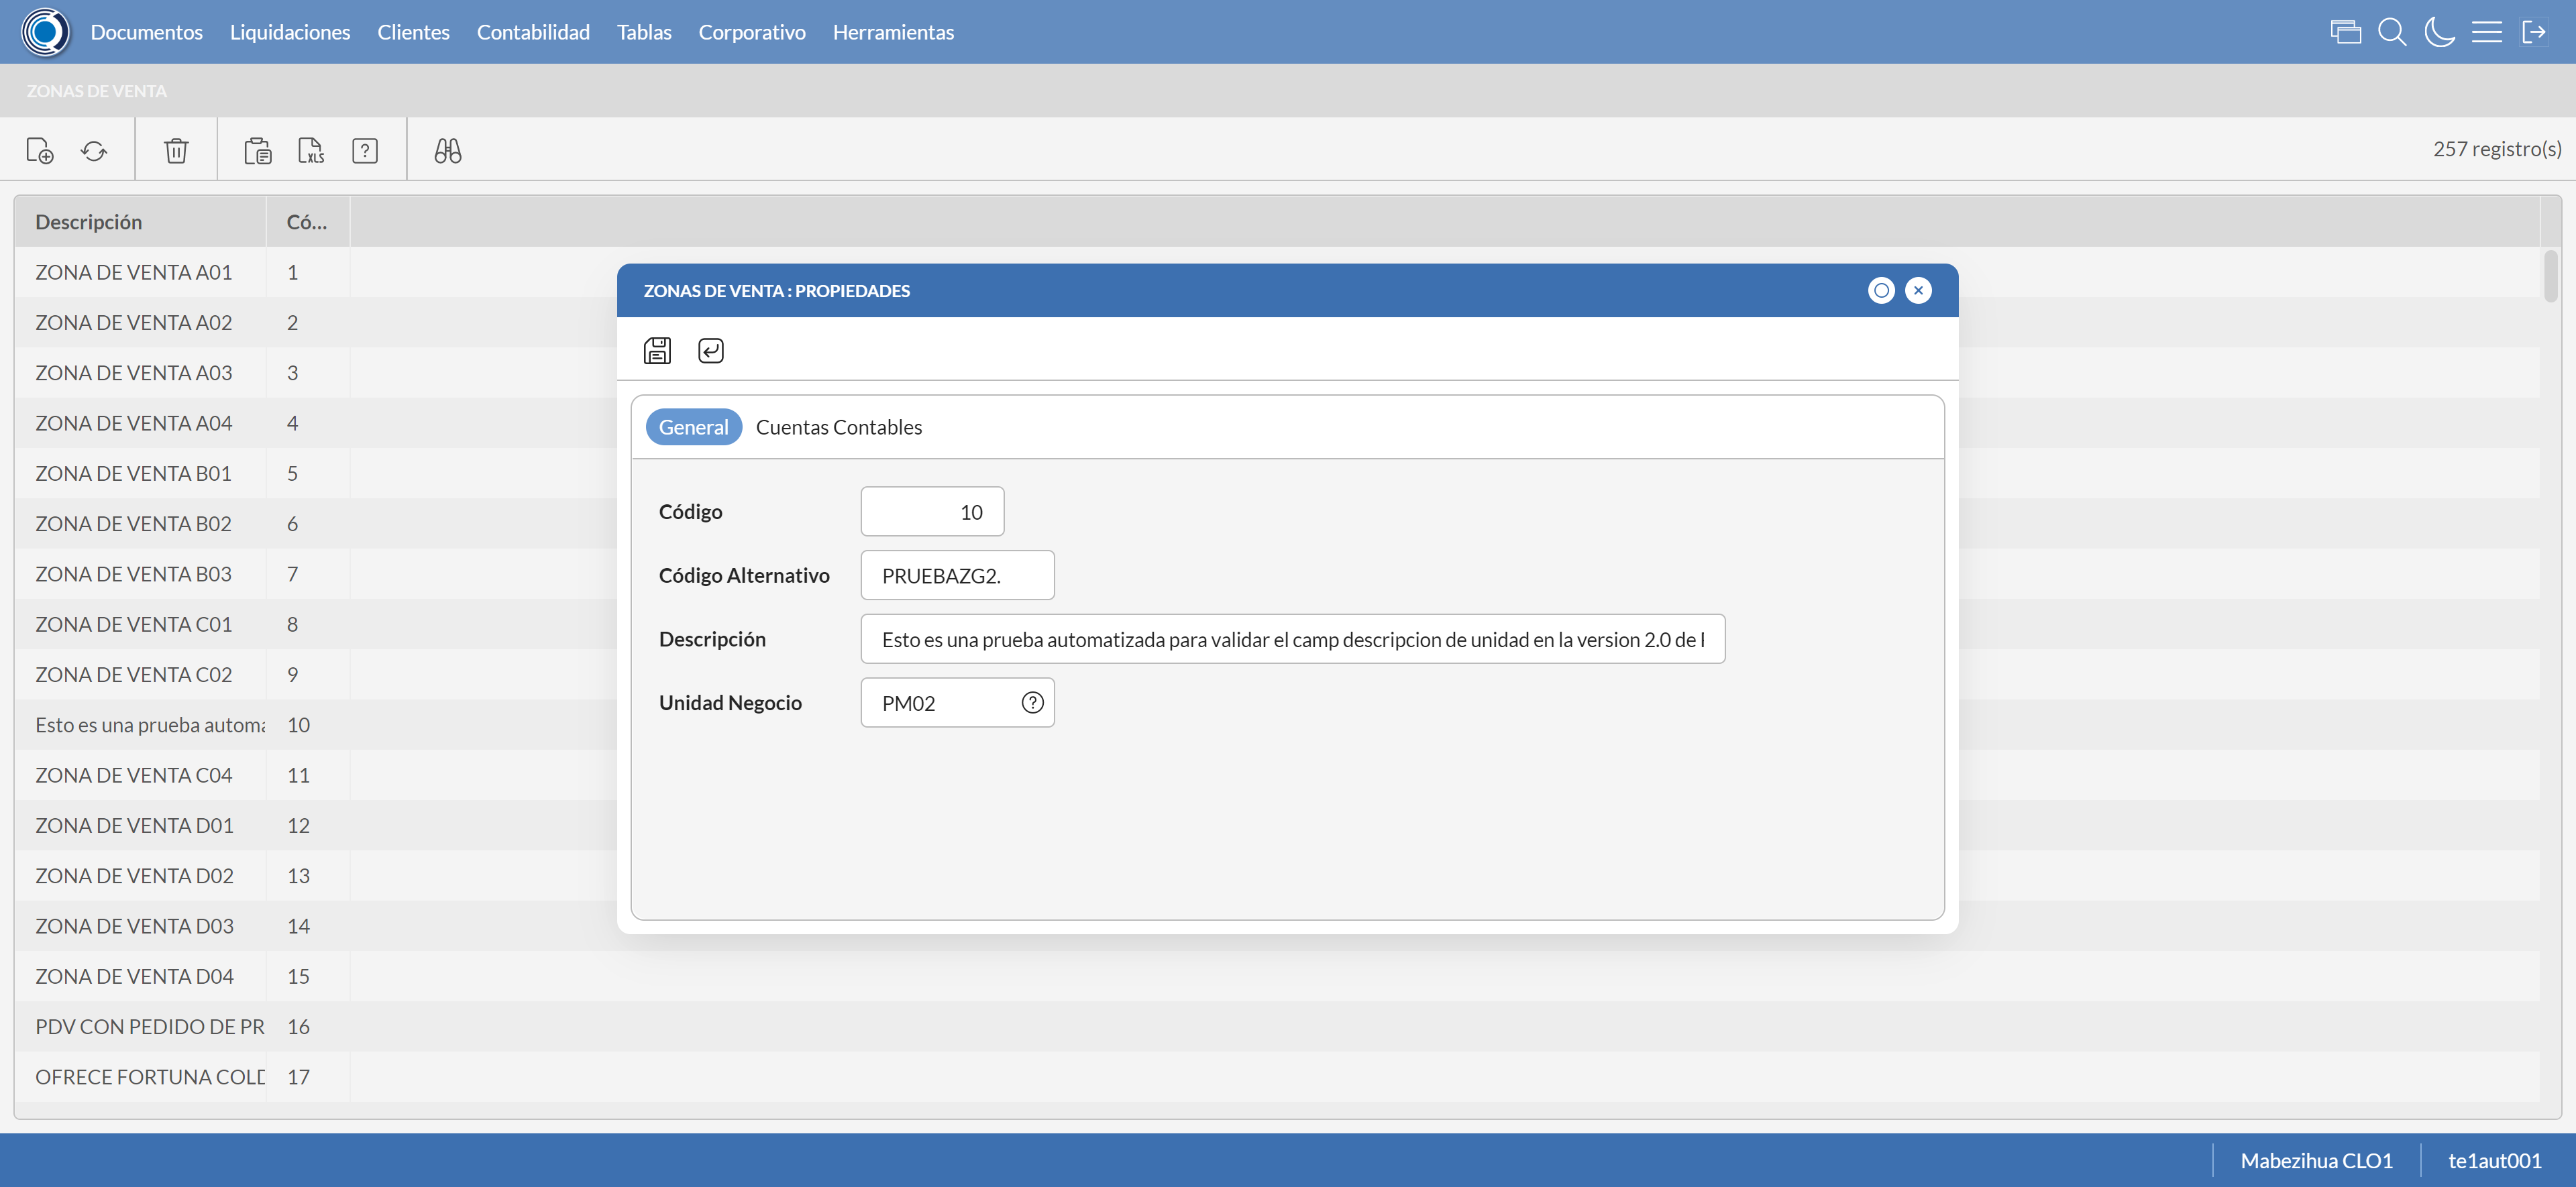 Documentos Liquidaciones Clientes Contabilidad Tablas Corporativo Herramientas
ZONAS DE VENTA
XLS ? 257 registro(s)
Descripción Có...
ZONA DE VENTA A01 1
ZONA DE VENTA A02 2
ZONA DE VENTA A03 3
ZONA DE VENTA A04 4
ZONA DE VENTA B01 5
ZONA DE VENTA B02 6
ZONA DE VENTA B03 7
ZONA DE VENTA C01 8
ZONA DE VENTA C02 9
Esto es una prueba automa 10
ZONA DE VENTA C04 11
ZONA DE VENTA D01 12
ZONA DE VENTA D02 13
ZONA DE VENTA D03 14
ZONA DE VENTA D04 15
PDV CON PEDIDO DE PR 16
OFRECE FORTUNA COLD 17
ZONAS DE VENTA : PROPIEDADES
General Cuentas Contables
Código 10
Código Alternativo PRUEBAZG2.
Descripción Esto es una prueba automatizada para validar el camp descripcion de unidad en la version 2.0 de
Unidad Negocio PM02 ?
Mabezihua CLO1 te1aut001